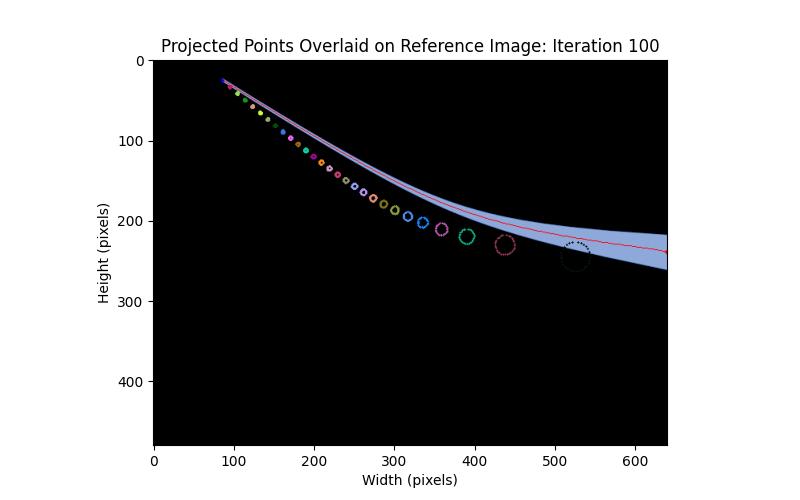 Projected Points Overlaid on Reference Image: Iteration 100
0
100
200
300
400
Height (pixels)
0 100 200 300 400 500 600
Width (pixels)